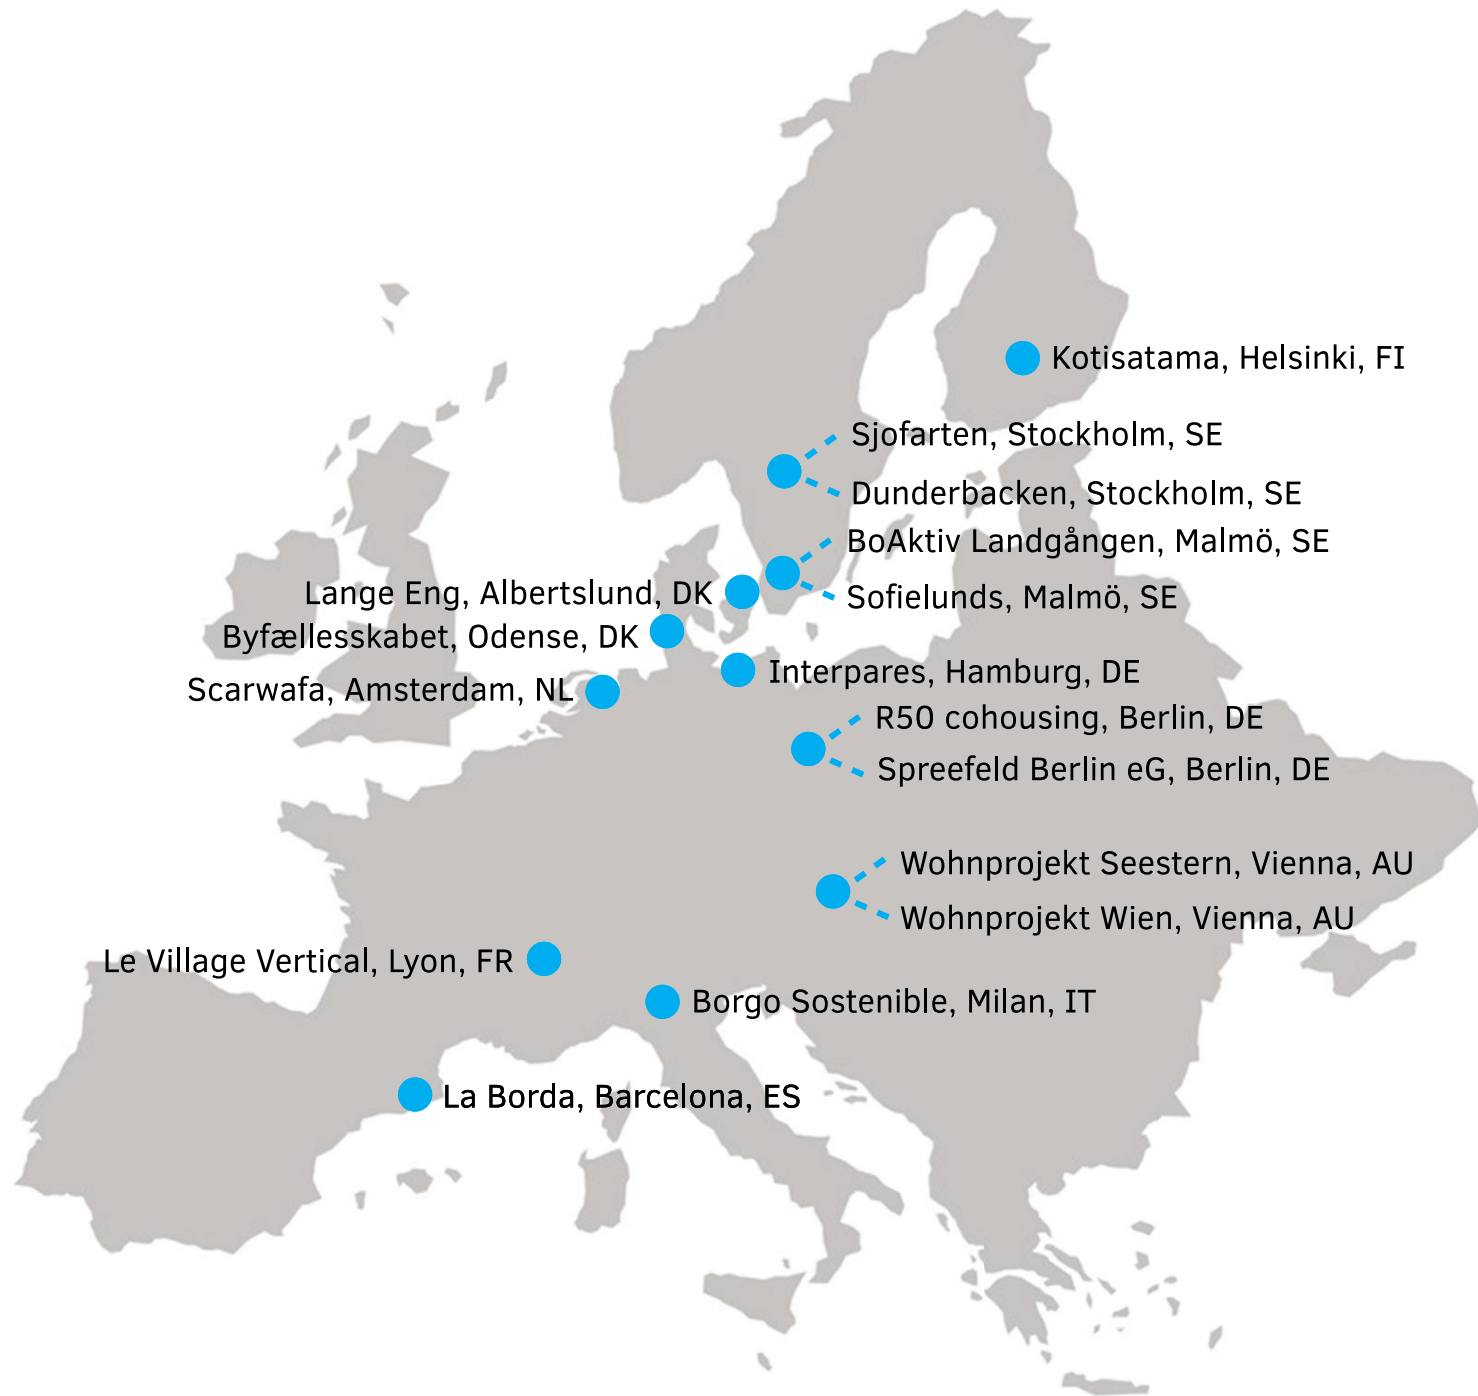 Kotisatama, Helsinki, FI
Sjofarten, Stockholm, SE
Dunderbacken, Stockholm, SE
BoAktiv Landgången, Malmö, SE
Lange Eng, Albertslund, DK
Sofielunds, Malmö, SE
Byfællesskabet, Odense, DK
Interpares, Hamburg, DE
Scarwafa, Amsterdam, NL
R50 cohousing, Berlin, DE
Spreefeld Berlin eG, Berlin, DE
Wohnprojekt Seestern, Vienna, AU
Wohnprojekt Wien, Vienna, AU
Le Village Vertical, Lyon, FR
Borgo Sostenible, Milan, IT
La Borda, Barcelona, ES